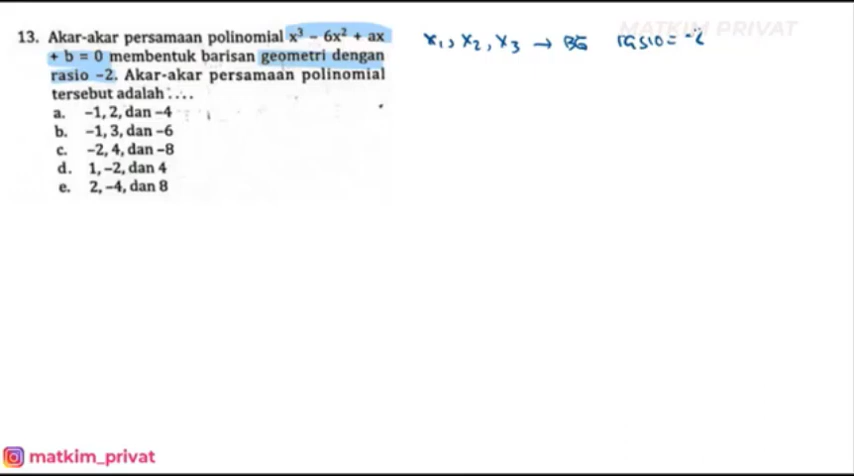 13. Akar-akar persamaan polinomial x³ – 6x² + ax
+ b = 0 membentuk barisan geometri dengan
rasio –2. Akar-akar persamaan polinomial
tersebut adalah ....
a. –1, 2, dan –4
b. –1, 3, dan –6
c. –2, 4, dan –8
d. 1, –2, dan 4
e. 2, –4, dan 8
x₁, x₂, x₃ → BG rasio = -2
MATKIM PRIVAT
matkim_privat